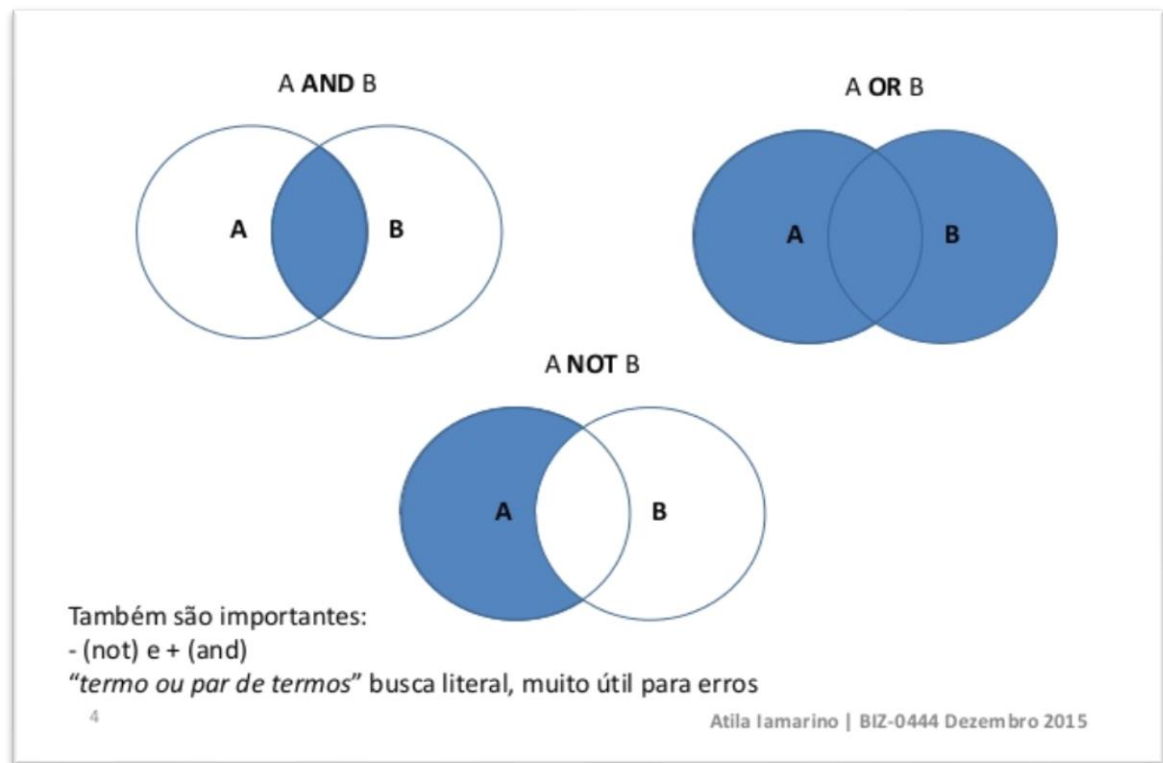 A AND B
A OR B
A B
A B
A NOT B
A B
Também são importantes:
- (not) e + (and)
“termo ou par de termos” busca literal, muito útil para erros
4
Atila Iamarino | BIZ-0444 Dezembro 2015